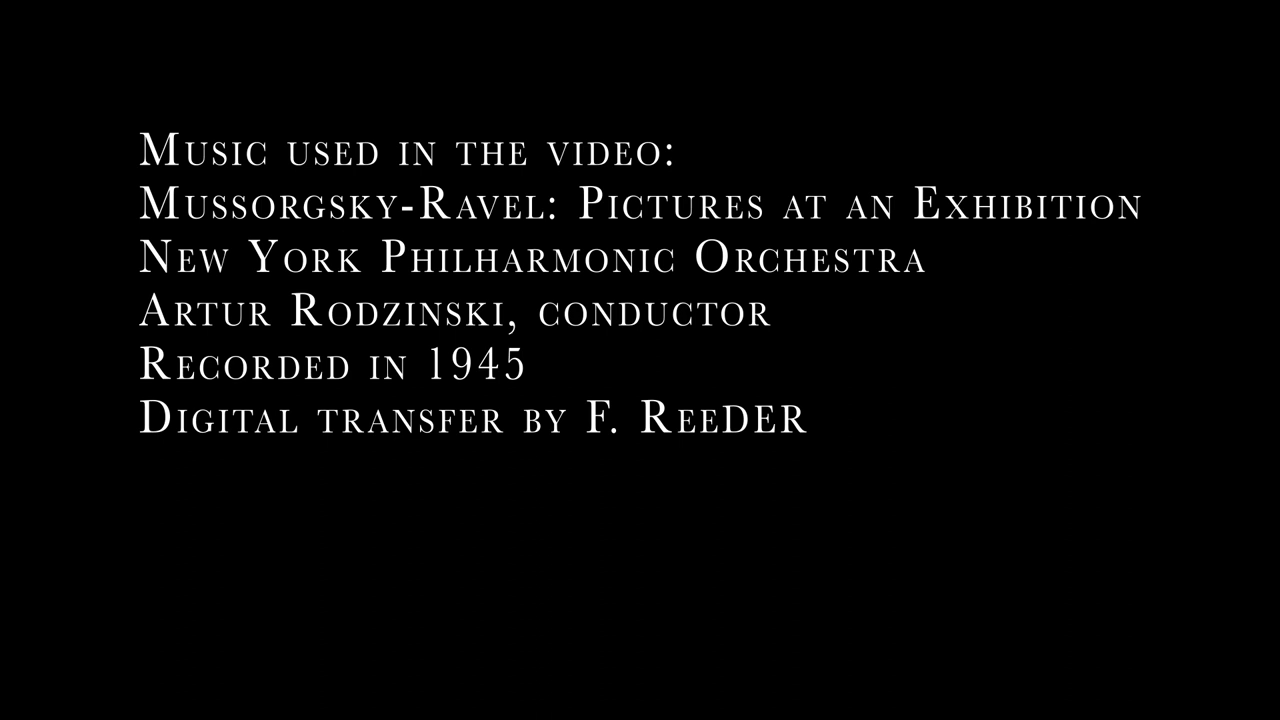 Music used in the video:
Mussorgsky-Ravel: Pictures at an Exhibition
New York Philharmonic Orchestra
Artur Rodzinski, conductor
Recorded in 1945
Digital transfer by F. ReeDER